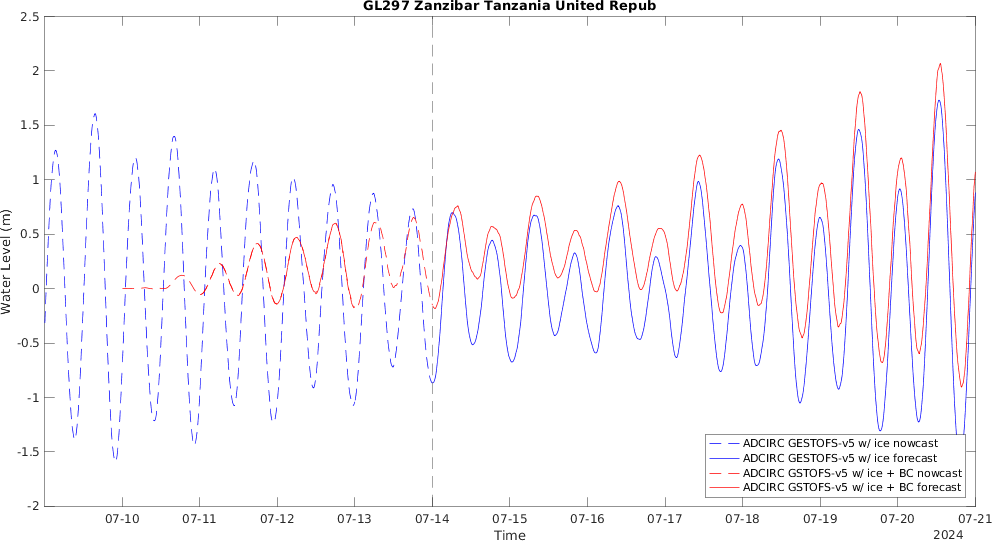 GL297 Zanzibar Tanzania United Repub
2.5
2
1.5
1
0.5
0
-0.5
-1
-1.5
-2
Water Level (m)
07-10 07-11 07-12 07-13 07-14 07-15 07-16 07-17 07-18 07-19 07-20 07-21
Time
2024
ADCIRC GESTOFS-v5 w/ ice nowcast
ADCIRC GESTOFS-v5 w/ ice forecast
ADCIRC GSTOFS-v5 w/ ice + BC nowcast
ADCIRC GSTOFS-v5 w/ ice + BC forecast